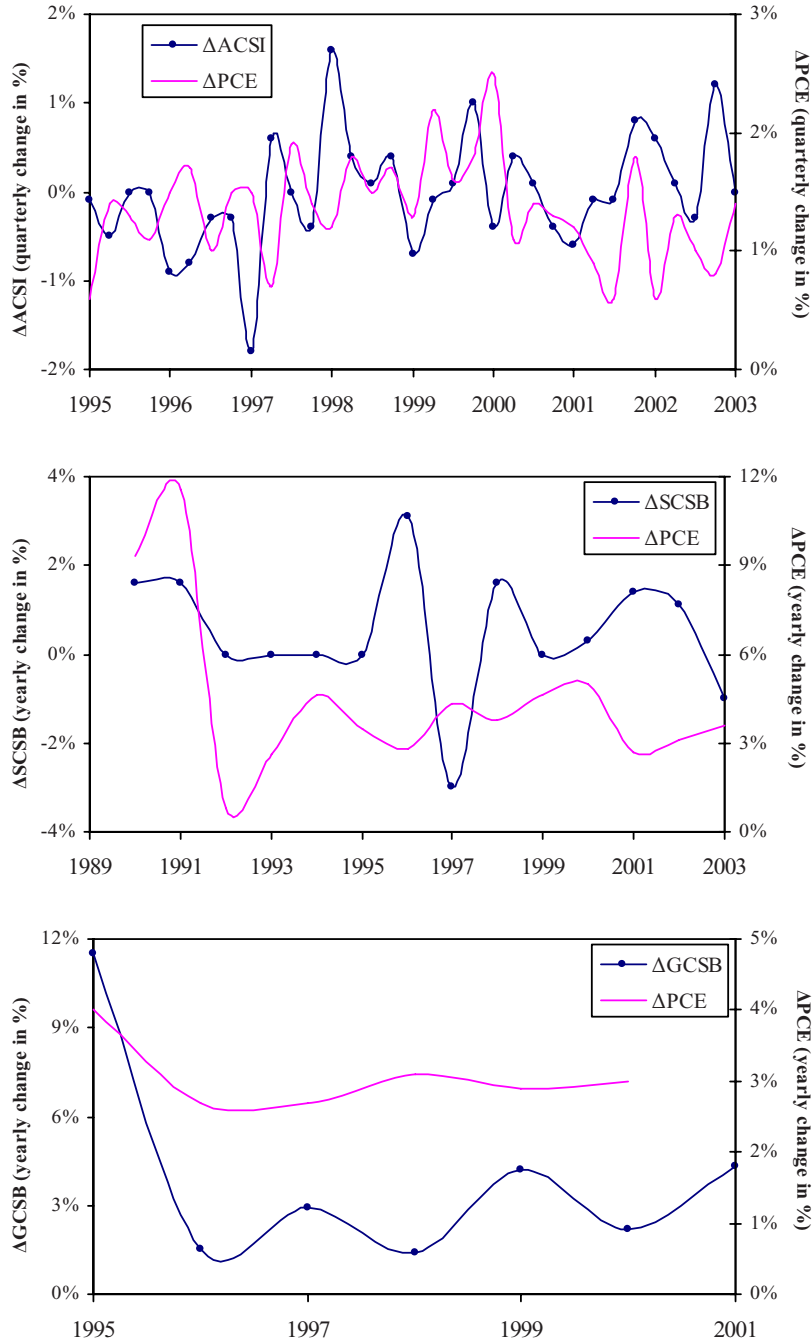 2%
1%
0%
-1%
-2%
ΔACSI (quarterly change in %)
ΔACSI
ΔPCE
3%
2%
1%
0%
ΔPCE (quarterly change in %)
1995 1996 1997 1998 1999 2000 2001 2002 2003
4%
2%
0%
-2%
-4%
ΔSCSB (yearly change in %)
ΔSCSB
ΔPCE
12%
9%
6%
3%
0%
ΔPCE (yearly change in %)
1989 1991 1993 1995 1997 1999 2001 2003
12%
9%
6%
3%
0%
ΔGCSB (yearly change in %)
ΔGCSB
ΔPCE
5%
4%
3%
2%
1%
0%
ΔPCE (yearly change in %)
1995 1997 1999 2001